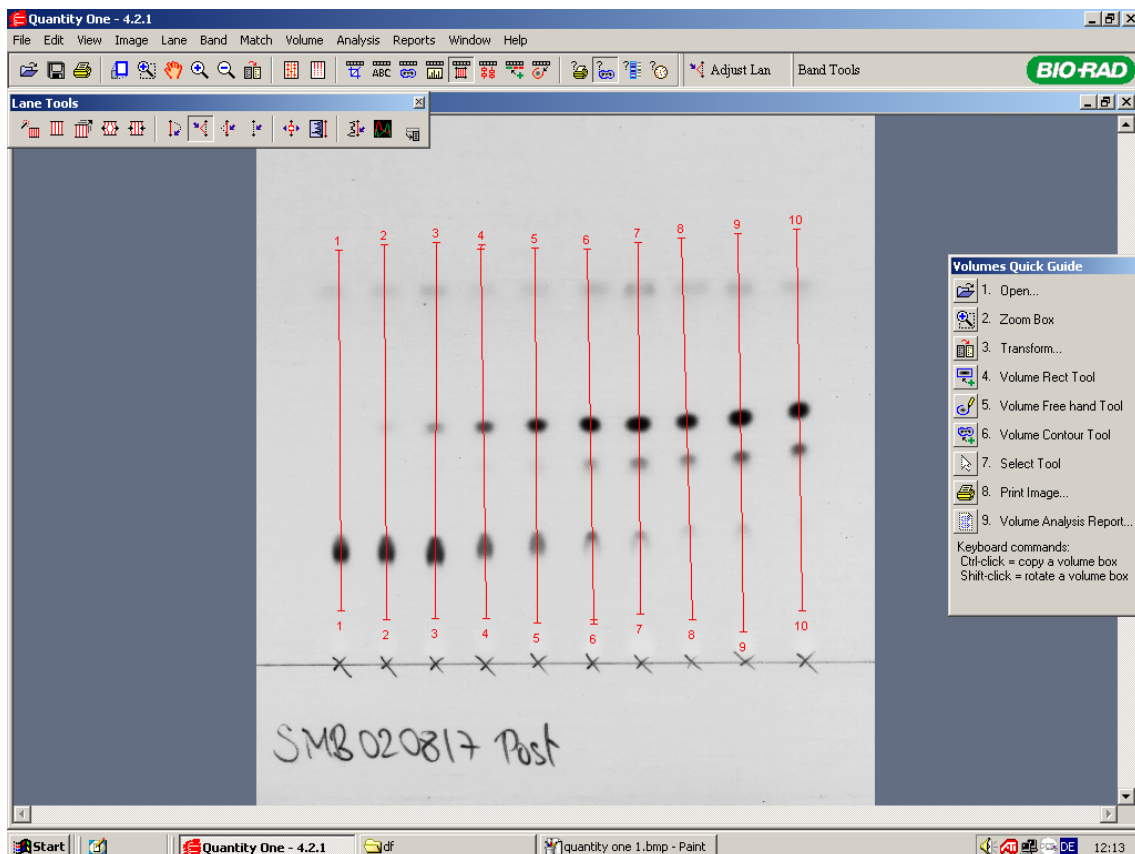 Quantity One - 4.2.1
File Edit View Image Lane Band Match Volume Analysis Reports Window Help
ABC Adjust Lan Band Tools BIO-RAD
Lane Tools
1 2 3 4 5 6 7 8 9 10
1 2 3 4 5 6 7 8 9 10
SMB020817 Post
Volumes Quick Guide
1. Open...
2. Zoom Box
3. Transform...
4. Volume Rect Tool
5. Volume Free hand Tool
6. Volume Contour Tool
7. Select Tool
8. Print Image...
9. Volume Analysis Report...
Keyboard commands:
Ctrl-click = copy a volume box
Shift-click = rotate a volume box
Start Quantity One - 4.2.1 df quantity one 1.bmp - Paint DE 12:13